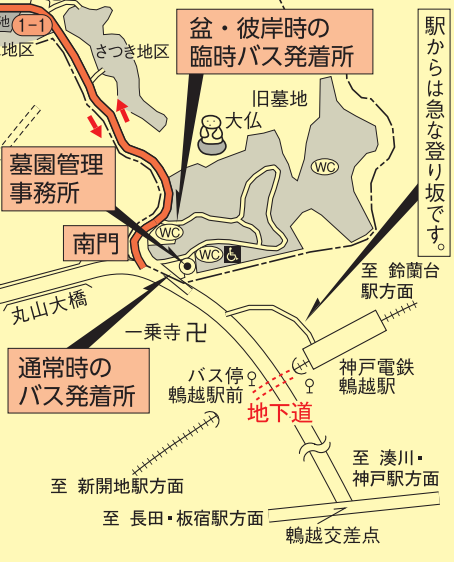 池
1-1
地区
さつき地区
盆・彼岸時の
臨時バス発着所
駅からは急な登り坂です。
旧墓地
大仏
墓園管理
事務所
WC
WC
WC
南門
丸山大橋
一乗寺
卍
至 鈴蘭台
駅方面
通常時の
バス発着所
バス停
鵯越駅前
神戸電鉄
鵯越駅
地下道
至 新開地駅方面
至 湊川・
神戸駅方面
至 長田・板宿駅方面
鵯越交差点